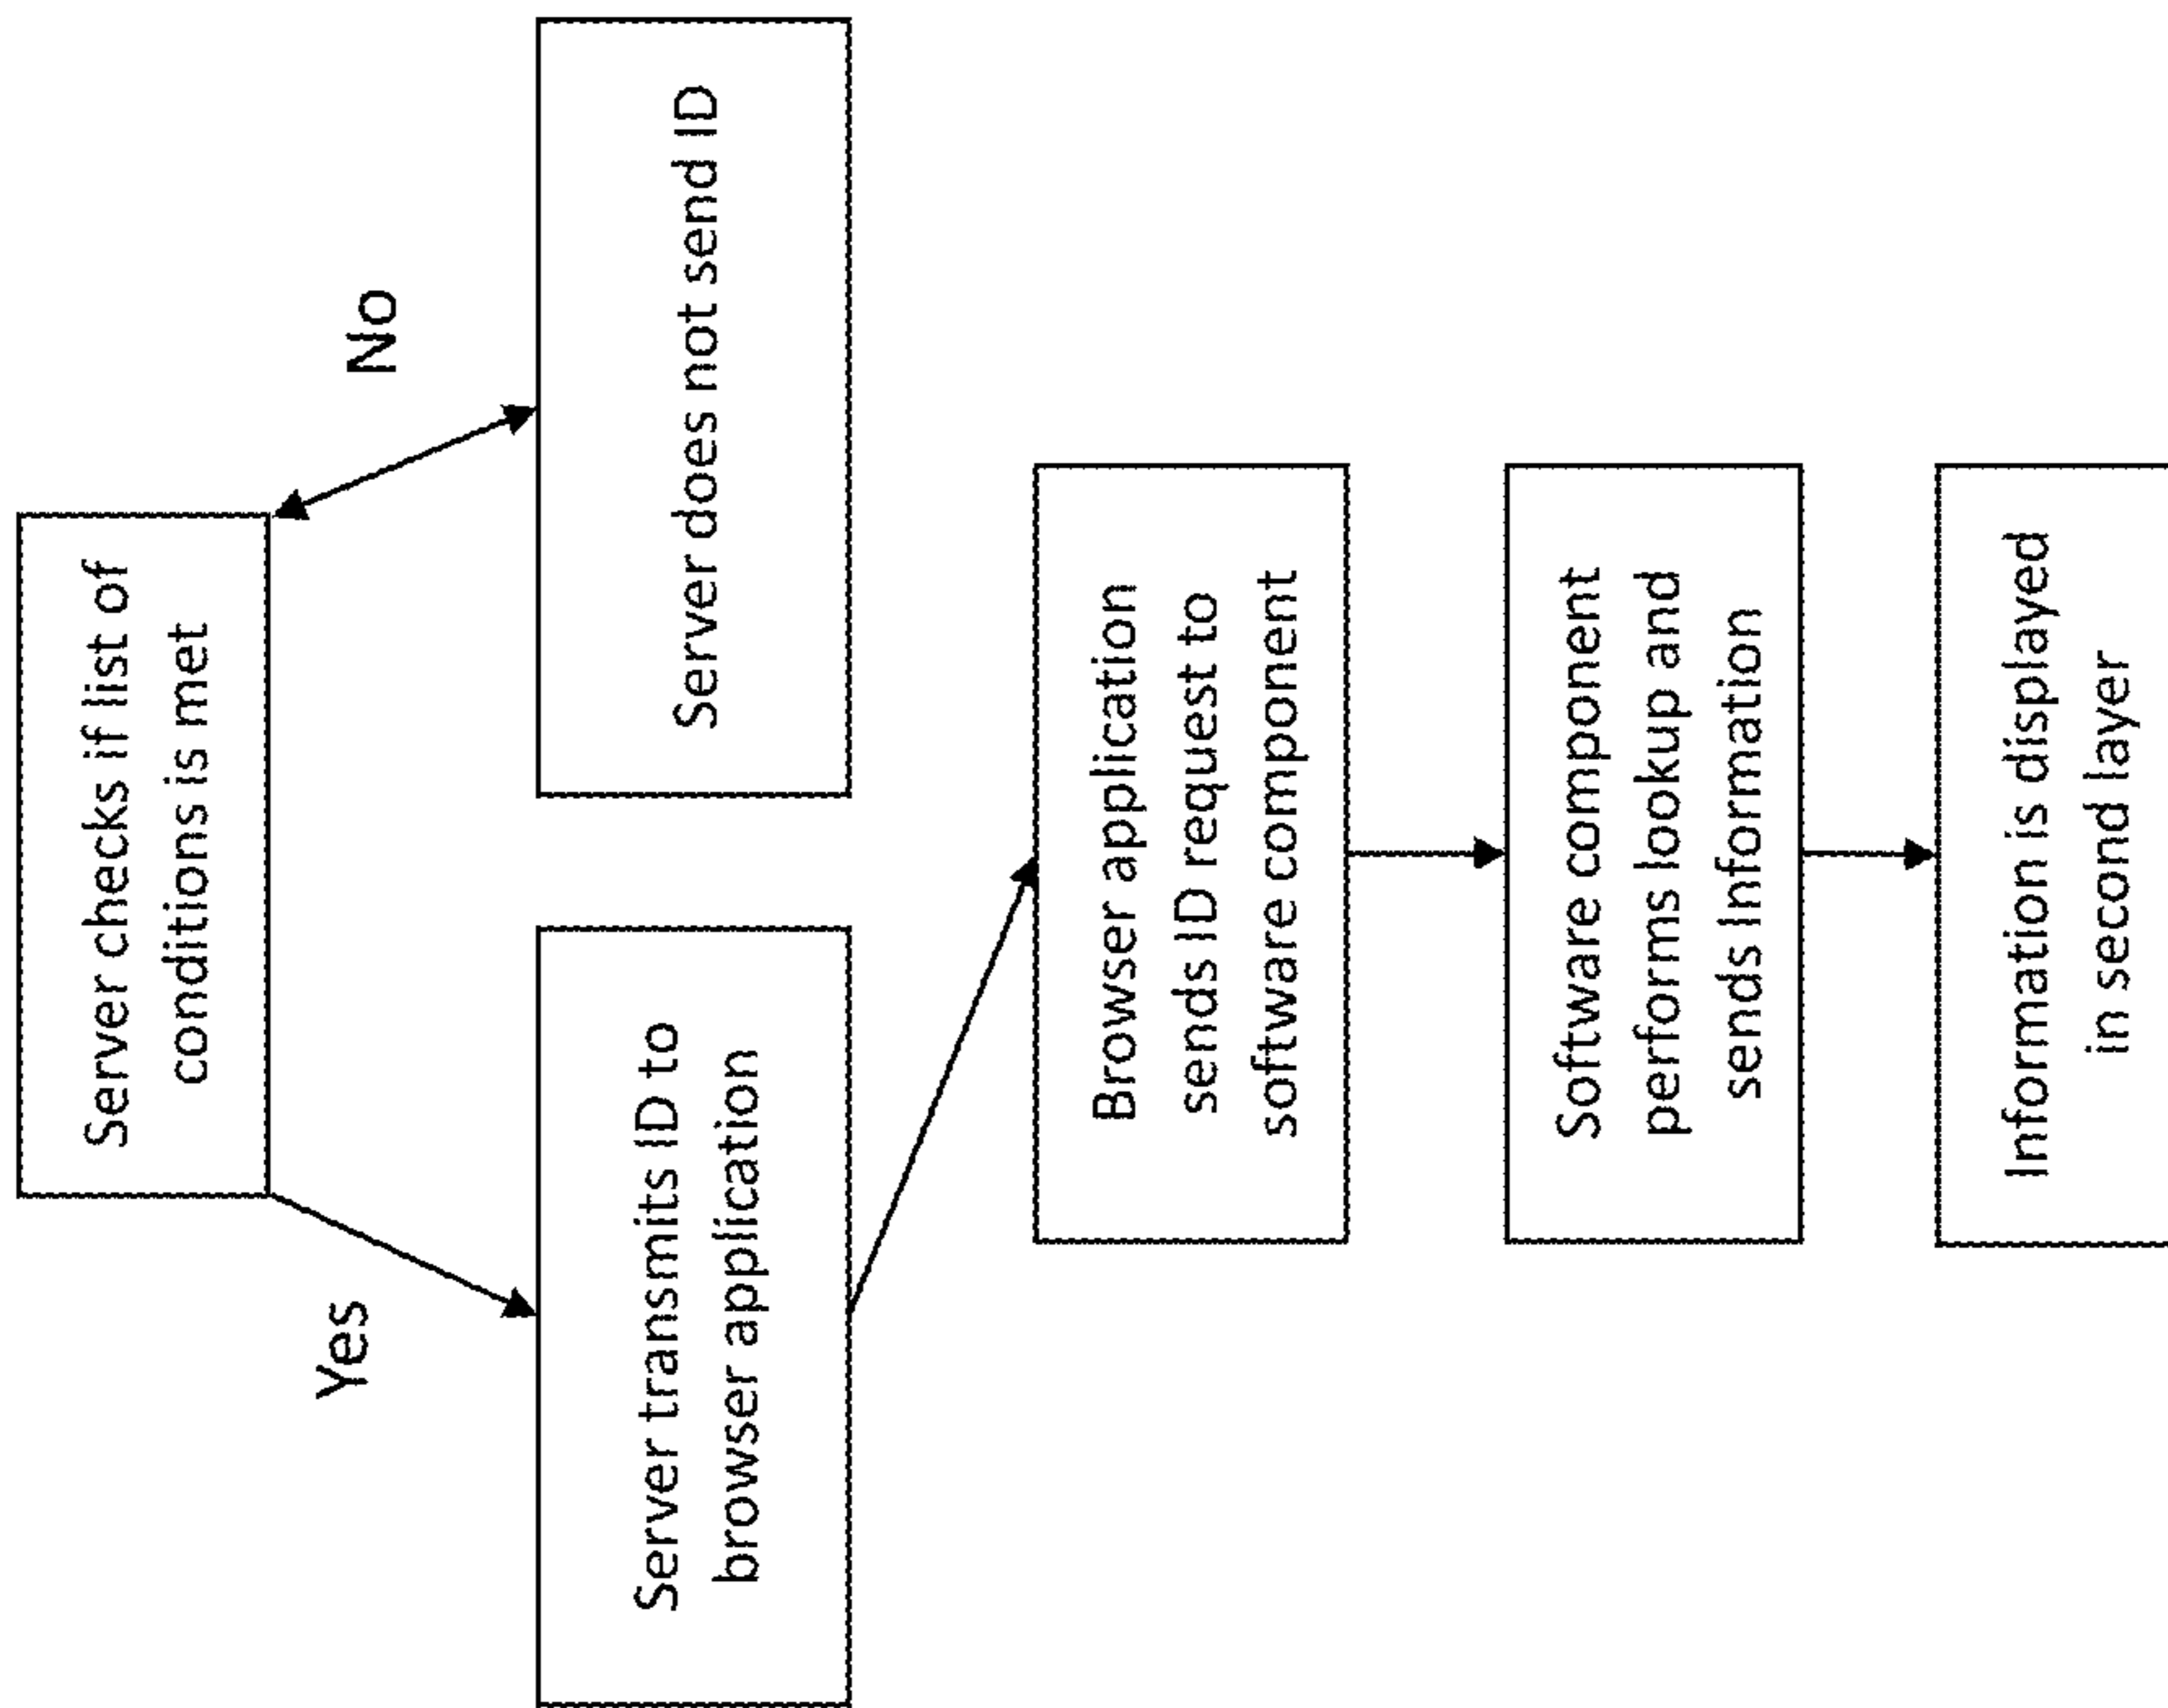 Server checks if list of
conditions is met
Yes
No
Server transmits ID to
browser application
Server does not send ID
Browser application
sends ID request to
software component
Software component
performs lookup and
sends Information
Information is displayed
in second layer